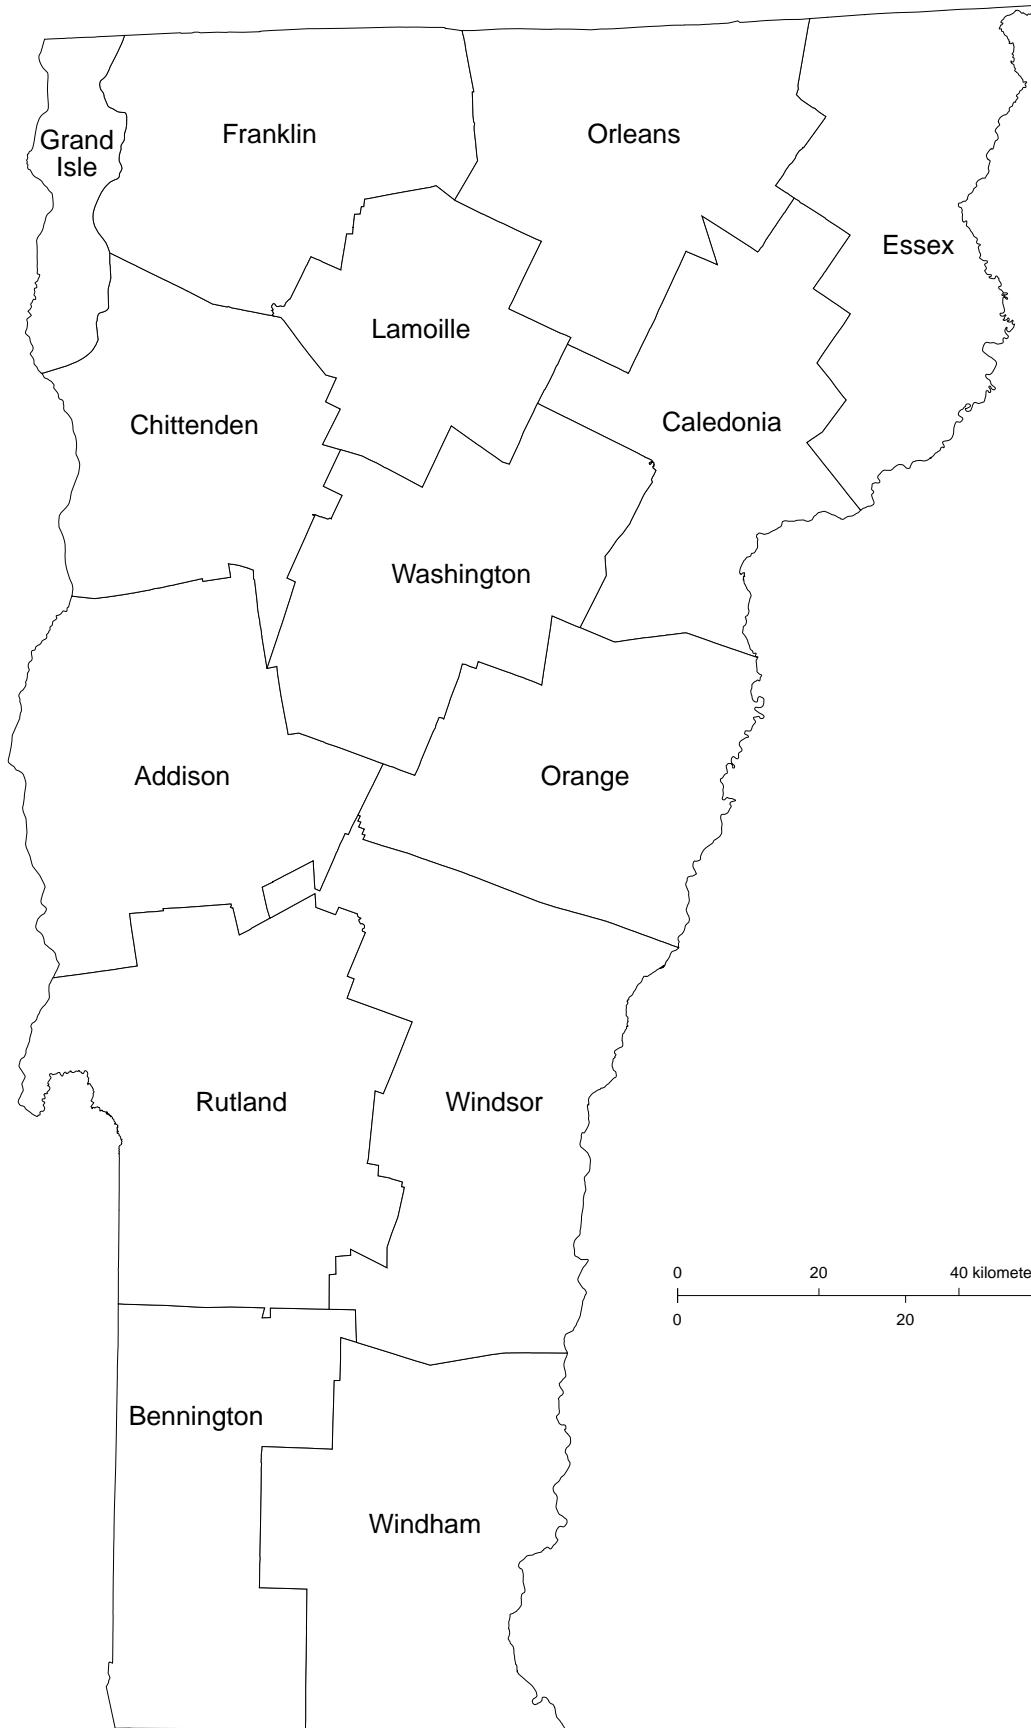 Grand
Isle
Franklin
Orleans
Essex
Lamoille
Chittenden
Caledonia
Washington
Addison
Orange
Rutland
Windsor
0 20 40 kilomete
0 20
Bennington
Windham